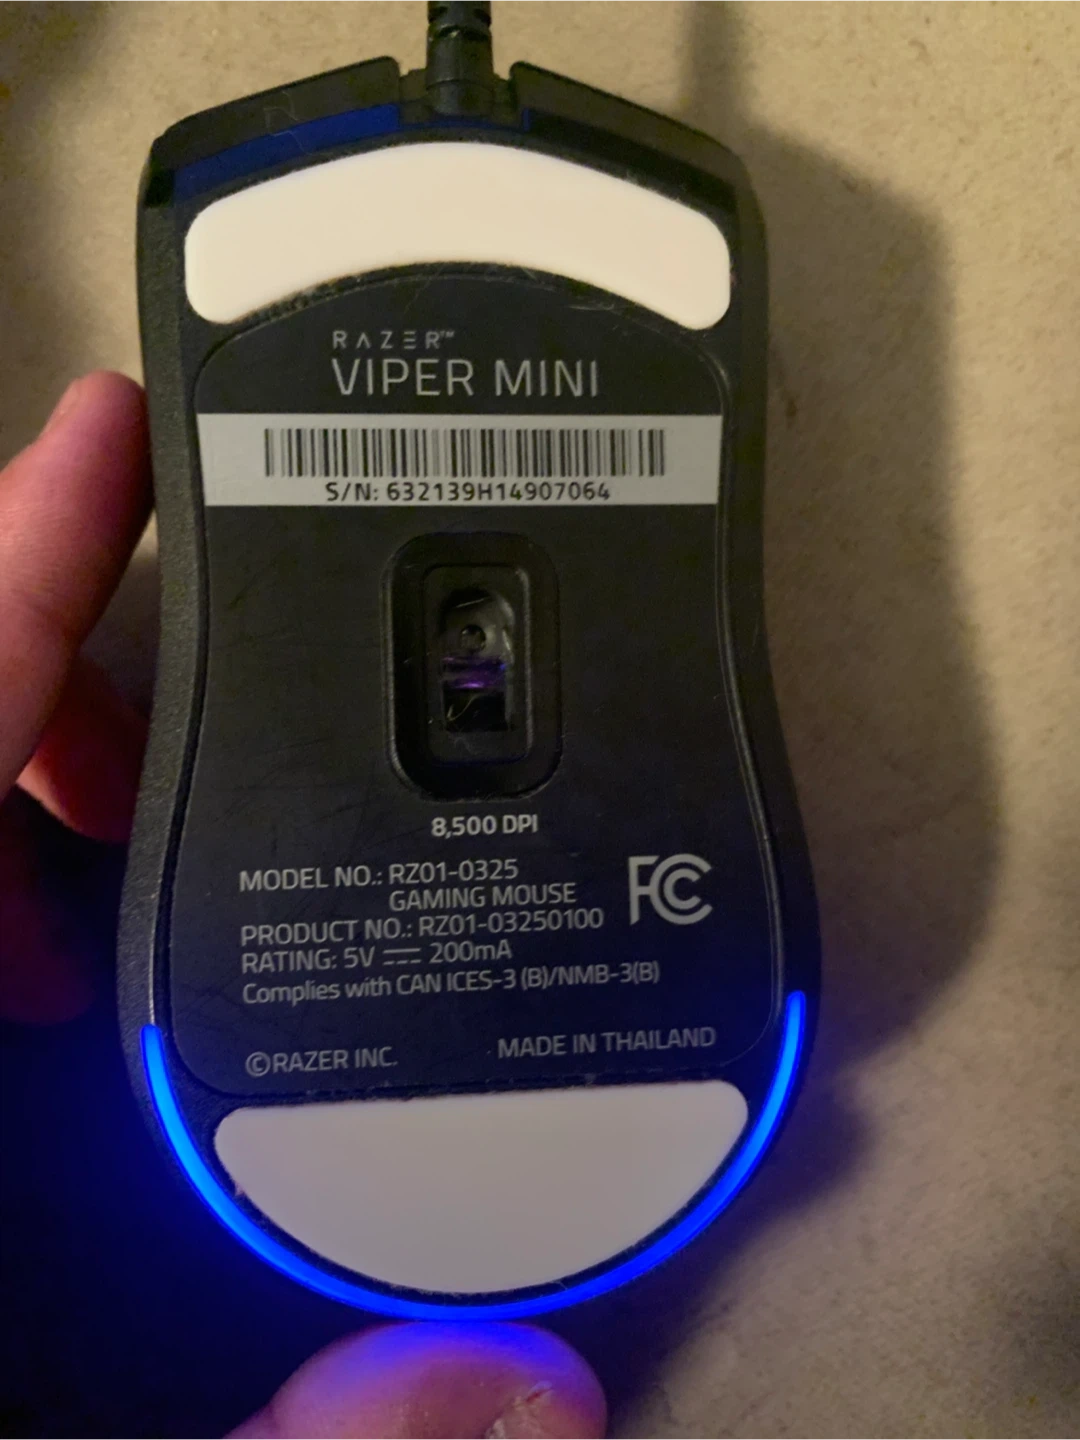 RAZER™
VIPER MINI
S/N: 632139H14907064
8,500 DPI
MODEL NO.: RZ01-0325
GAMING MOUSE
PRODUCT NO.: RZ01-03250100
RATING: 5V ⎓ 200mA
Complies with CAN ICES-3 (B)/NMB-3(B)
FC
©RAZER INC.
MADE IN THAILAND